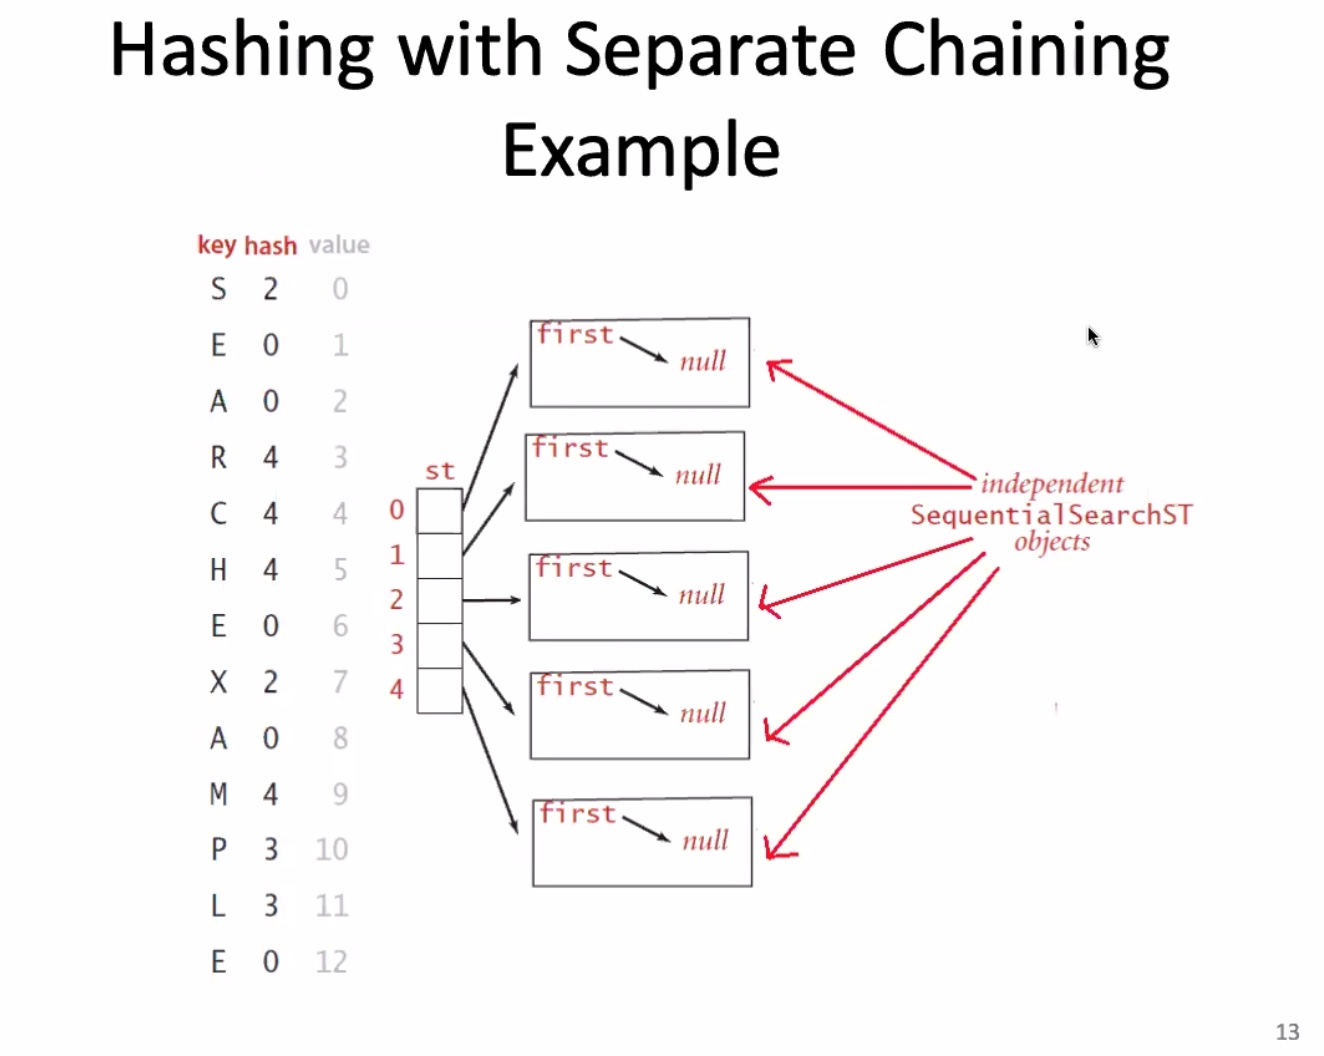 Hashing with Separate Chaining
Example
key hash value
S 2 0
E 0 1
A 0 2
R 4 3
C 4 4
H 4 5
E 0 6
X 2 7
A 0 8
M 4 9
P 3 10
L 3 11
E 0 12
st
0
1
2
3
4
first
null
first
null
first
null
first
null
first
null
independent
SequentialSearchST
objects
13